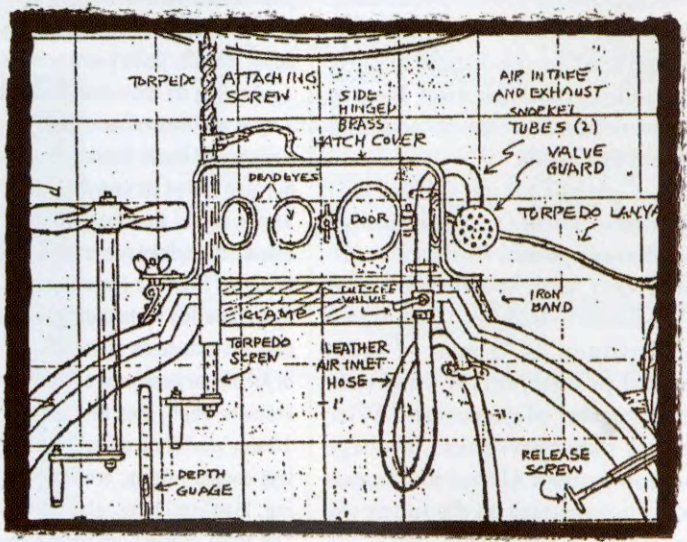 TORPEDO
ATTACHING
SCREW
SIDE
HINGED
BRASS
HATCH COVER
AIR INTAKE
AND EXHAUST
SNORKEL
TUBES (2)
VALVE
GUARD
DEADEYES
DOOR
TORPEDO LANYA
CUT-OFF
VALVE
CLAMP
IRON
BAND
TORPEDO
SCREW
LEATHER
AIR INLET
HOSE
DEPTH
GUAGE
RELEASE
SCREW